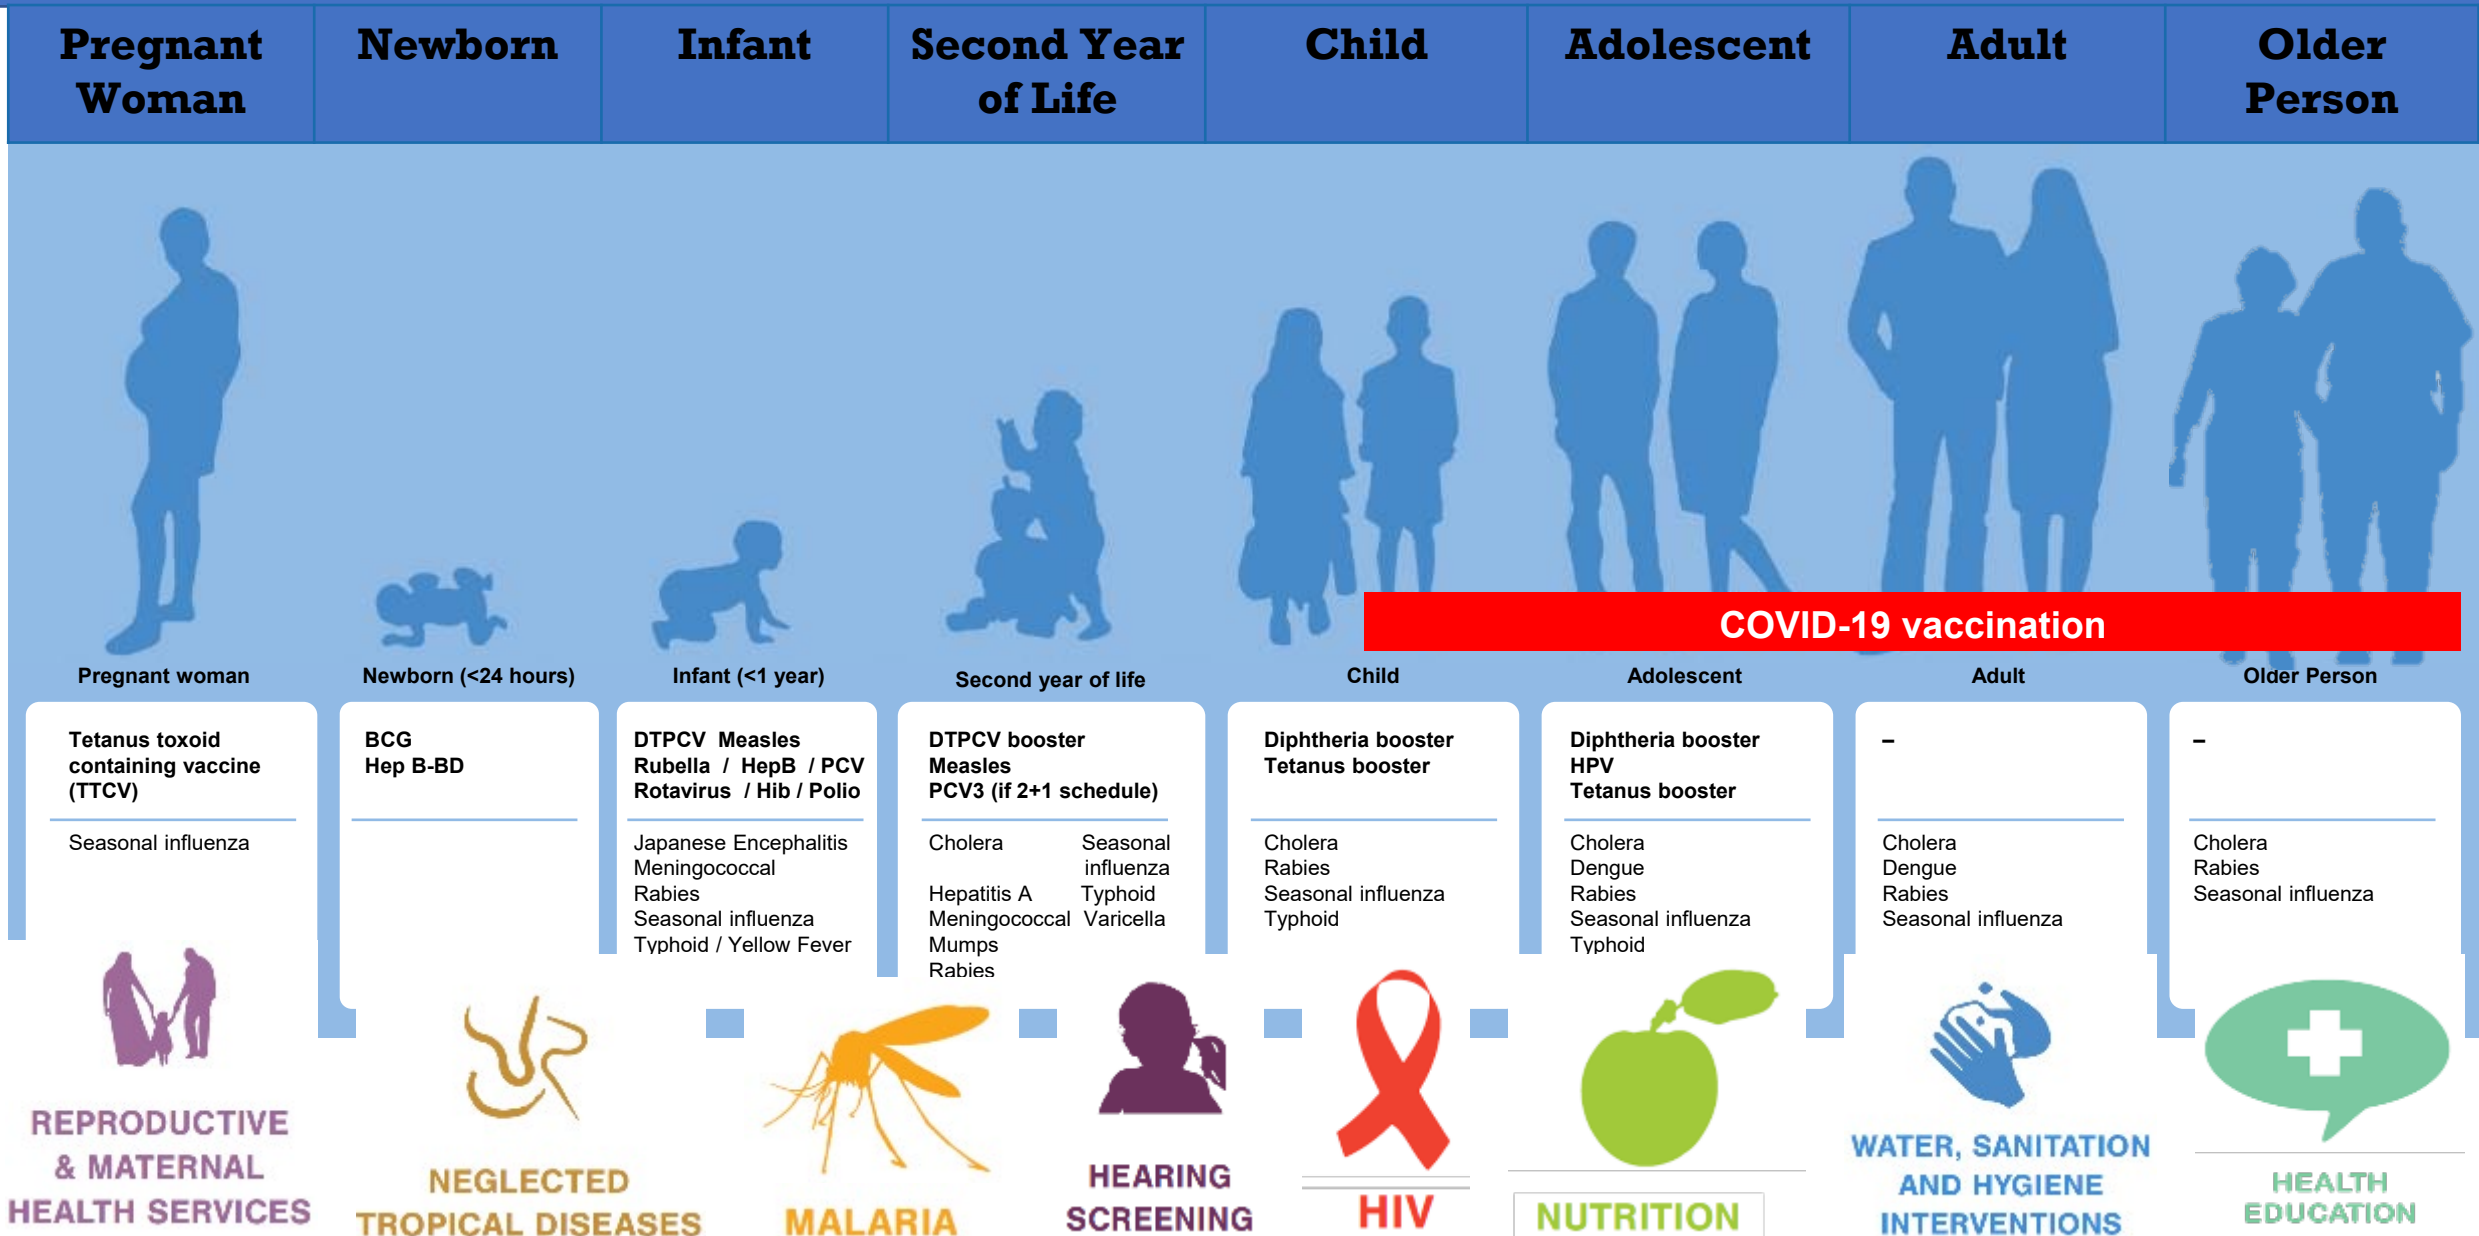 Pregnant
Woman
Newborn
Infant
Second Year
of Life
Child
Adolescent
Adult
Older
Person
COVID-19 vaccination
Pregnant woman
Newborn (<24 hours)
Infant (<1 year)
Second year of life
Child
Adolescent
Adult
Older Person
Tetanus toxoid
containing vaccine
(TTCV)
Seasonal influenza
BCG
Hep B-BD
DTPCV Measles
Rubella / HepB / PCV
Rotavirus / Hib / Polio
Japanese Encephalitis
Meningococcal
Rabies
Seasonal influenza
Typhoid / Yellow Fever
DTPCV booster
Measles
PCV3 (if 2+1 schedule)
Cholera Seasonal
influenza
Hepatitis A Typhoid
Meningococcal Varicella
Mumps
Rabies
Diphtheria booster
Tetanus booster
Cholera
Rabies
Seasonal influenza
Typhoid
Diphtheria booster
HPV
Tetanus booster
Cholera
Dengue
Rabies
Seasonal influenza
Typhoid
–
Cholera
Dengue
Rabies
Seasonal influenza
–
Cholera
Rabies
Seasonal influenza
REPRODUCTIVE
& MATERNAL
HEALTH SERVICES
NEGLECTED
TROPICAL DISEASES
MALARIA
HEARING
SCREENING
HIV
NUTRITION
WATER, SANITATION
AND HYGIENE
INTERVENTIONS
HEALTH
EDUCATION